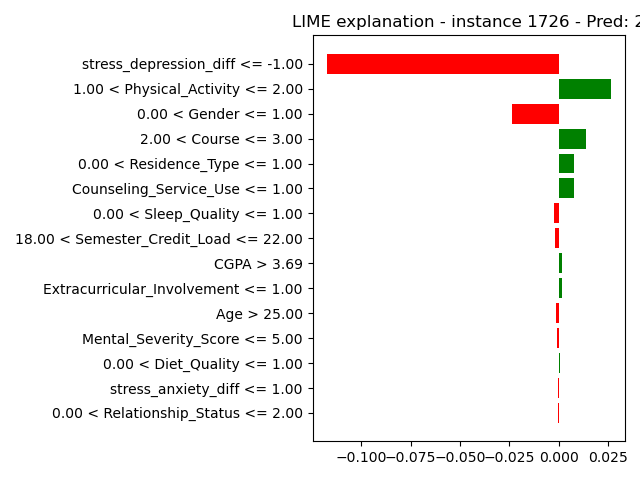 LIME explanation - instance 1726 - Pred: 2
stress_depression_diff <= -1.00
1.00 < Physical_Activity <= 2.00
0.00 < Gender <= 1.00
2.00 < Course <= 3.00
0.00 < Residence_Type <= 1.00
Counseling_Service_Use <= 1.00
0.00 < Sleep_Quality <= 1.00
18.00 < Semester_Credit_Load <= 22.00
CGPA > 3.69
Extracurricular_Involvement <= 1.00
Age > 25.00
Mental_Severity_Score <= 5.00
0.00 < Diet_Quality <= 1.00
stress_anxiety_diff <= 1.00
0.00 < Relationship_Status <= 2.00
−0.100 −0.075 −0.050 −0.025 0.000 0.025